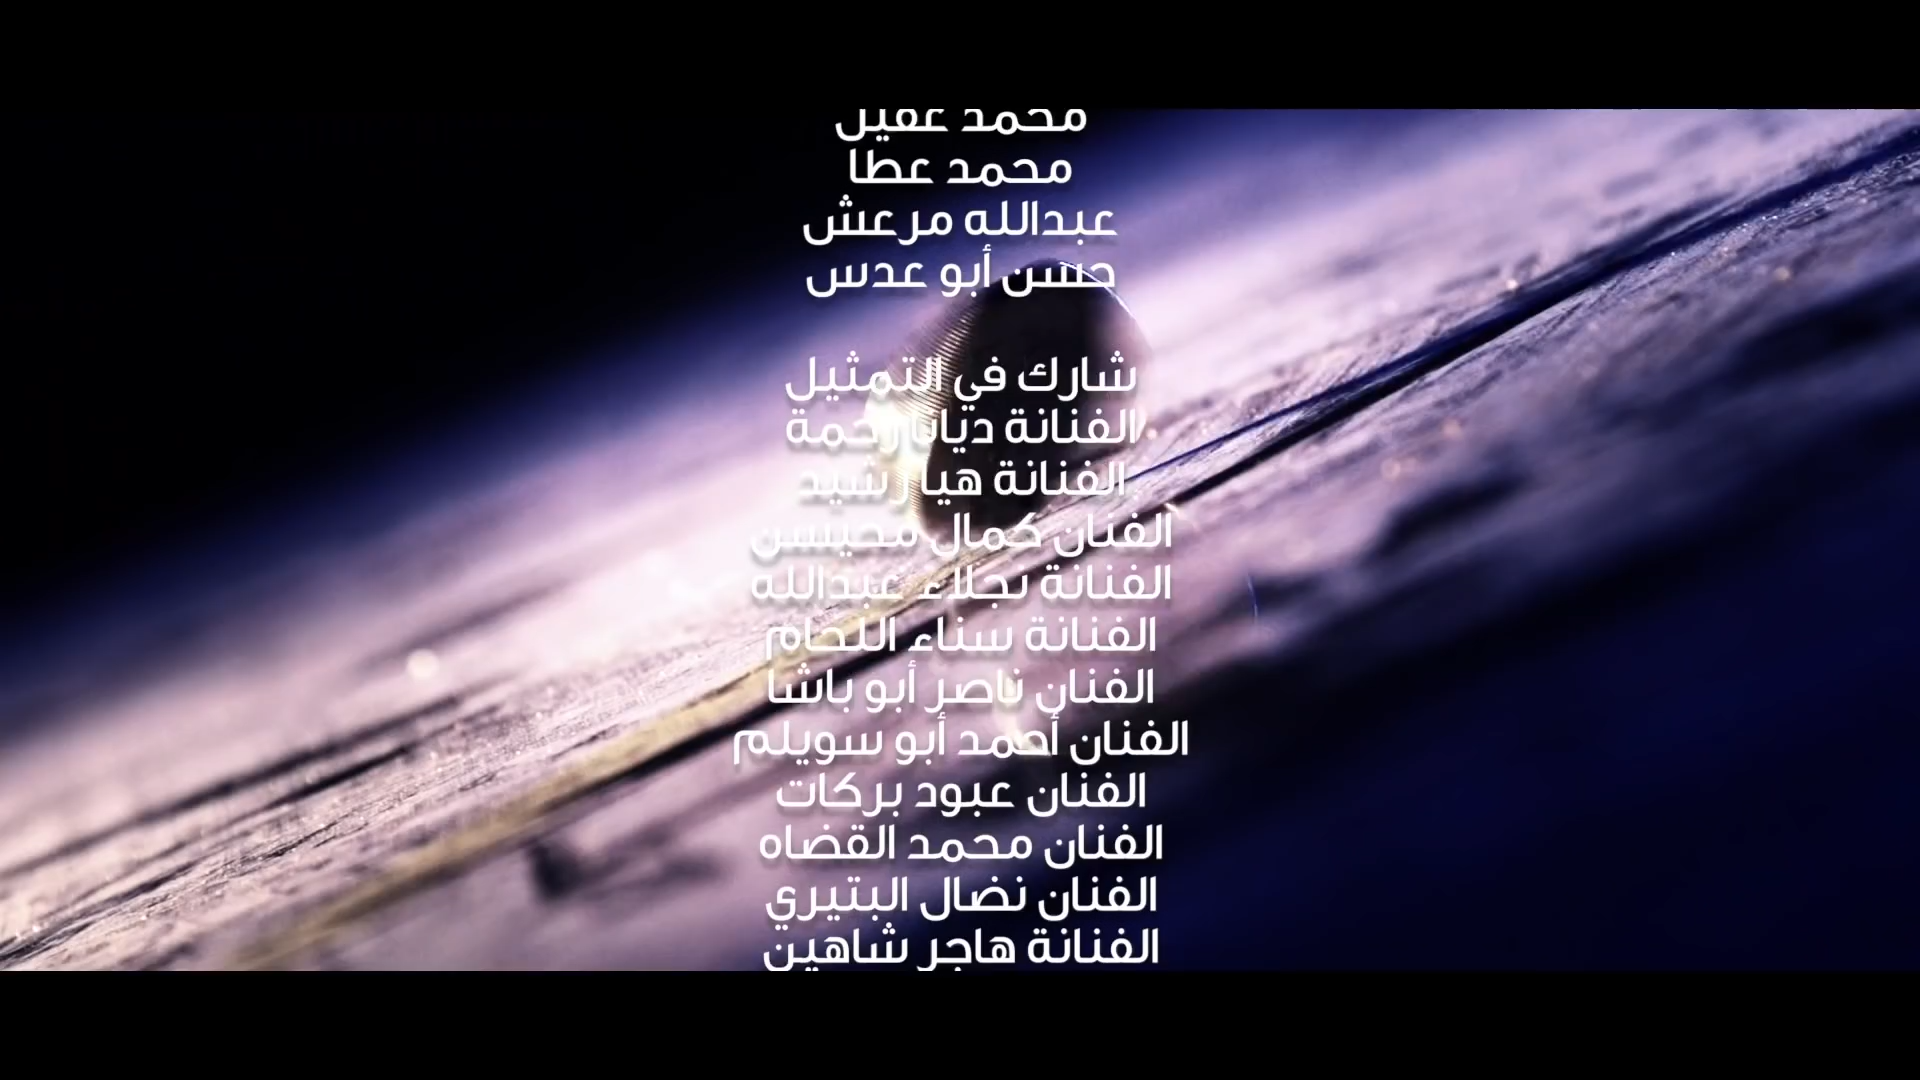 محمد عقيل
محمد عطا
عبدالله مرعش
حسن أبو عدس
شارك في التمثيل
الفنانة ديانا رحمة
الفنانة هيا رشيد
الفنان كمال محيسن
الفنانة نجلاء عبدالله
الفنانة سناء اللحام
الفنان ناصر أبو باشا
الفنان أحمد أبو سويلم
الفنان عبود بركات
الفنان محمد القضاه
الفنان نضال البتيري
الفنانة هاجر شاهين